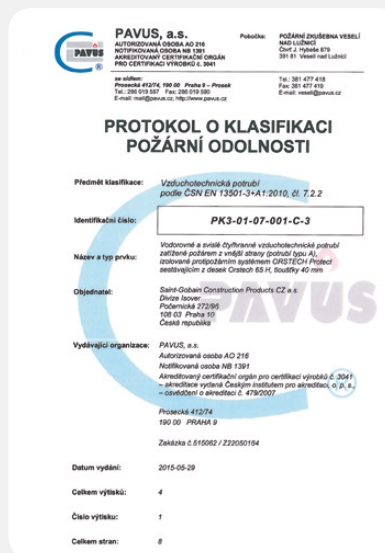 PAVUS
PAVUS, a.s.
AUTORIZOVANÁ OSOBA AO 216
NOTIFIKOVANÁ OSOBA NB 1391
AKREDITOVANÝ CERTIFIKAČNÍ ORGÁN
PRO CERTIFIKACI VÝROBKŮ č. 3041
Pobočka:
POŽÁRNÍ ZKUŠEBNA VESELÍ
NAD LUŽNICÍ
Čtvrť J. Hybeše 879
391 81 Veselí nad Lužnicí
se sídlem:
Prosecká 412/74, 190 00 Praha 9 – Prosek
Tel.: 286 019 587 Fax: 286 019 590
E-mail: mail@pavus.cz, http://www.pavus.cz
Tel.: 381 477 418
Fax: 381 477 419
E-mail: veseli@pavus.cz
PROTOKOL O KLASIFIKACI
POŽÁRNÍ ODOLNOSTI
Předmět klasifikace:
Vzduchotechnická potrubí
podle ČSN EN 13501-3+A1:2010, čl. 7.2.2
Identifikační číslo:
PK3-01-07-001-C-3
Název a typ prvku:
Vodorovné a svislé čtyřhranné vzduchotechnické potrubí
zatížené požárem z vnější strany (potrubí typu A),
izolované protipožárním systémem ORSTECH Protect
sestávajícím z desek Orstech 65 H, tloušťky 40 mm
Objednatel:
Saint-Gobain Construction Products CZ a.s.
Divize Isover
Počernická 272/96
108 03 Praha 10
Česká republika
PAVUS
Vydávající organizace:
PAVUS, a.s.
Autorizovaná osoba AO 216
Notifikovaná osoba NB 1391
Akreditovaný certifikační orgán pro certifikaci výrobků č. 3041
– akreditace vydaná Českým institutem pro akreditaci, o. p. s.,
– osvědčení o akreditaci č. 479/2007
Prosecká 412/74
190 00 PRAHA 9
Zakázka č.S15062 / Z22050164
Datum vydání:
2015-05-29
Celkem výtisků:
4
Číslo výtisku:
1
Celkem stran:
8